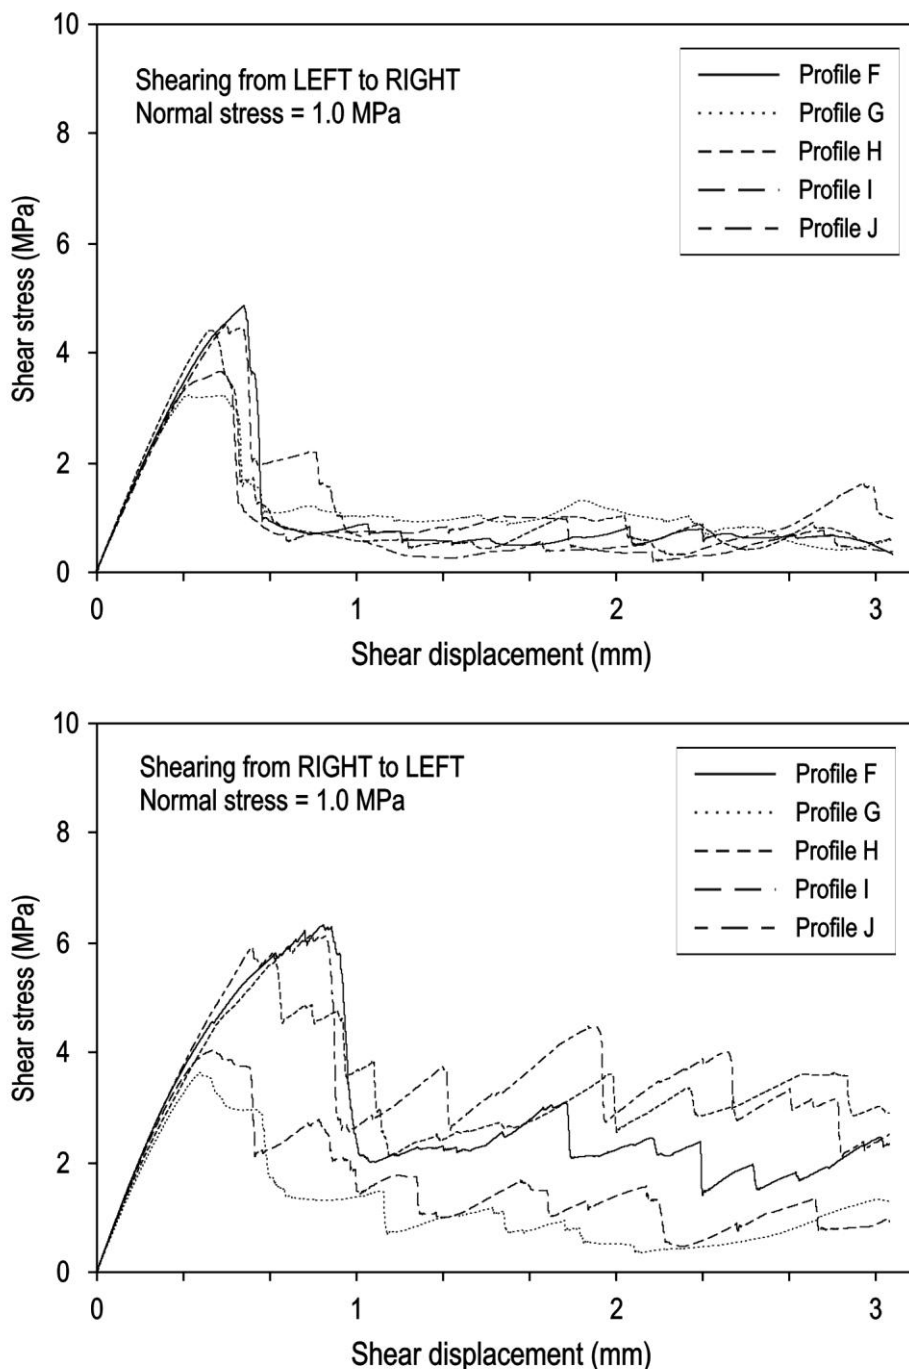 10
8
6
4
2
0
Shear stress (MPa)
Shearing from LEFT to RIGHT
Normal stress = 1.0 MPa
Profile F
Profile G
Profile H
Profile I
Profile J
0 1 2 3
Shear displacement (mm)
10
8
6
4
2
0
Shear stress (MPa)
Shearing from RIGHT to LEFT
Normal stress = 1.0 MPa
Profile F
Profile G
Profile H
Profile I
Profile J
0 1 2 3
Shear displacement (mm)